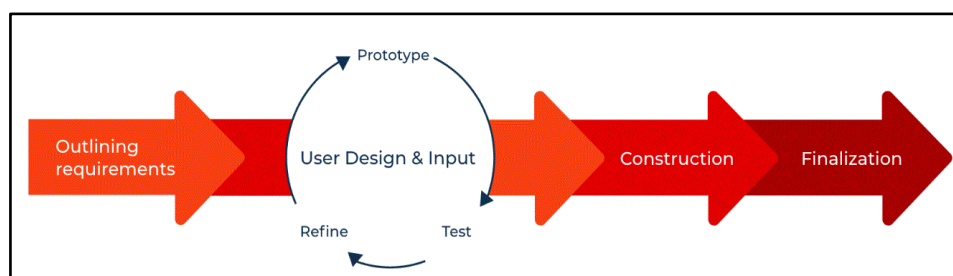 Prototype
Outlining
requirements
User Design & Input
Construction
Finalization
Refine
Test